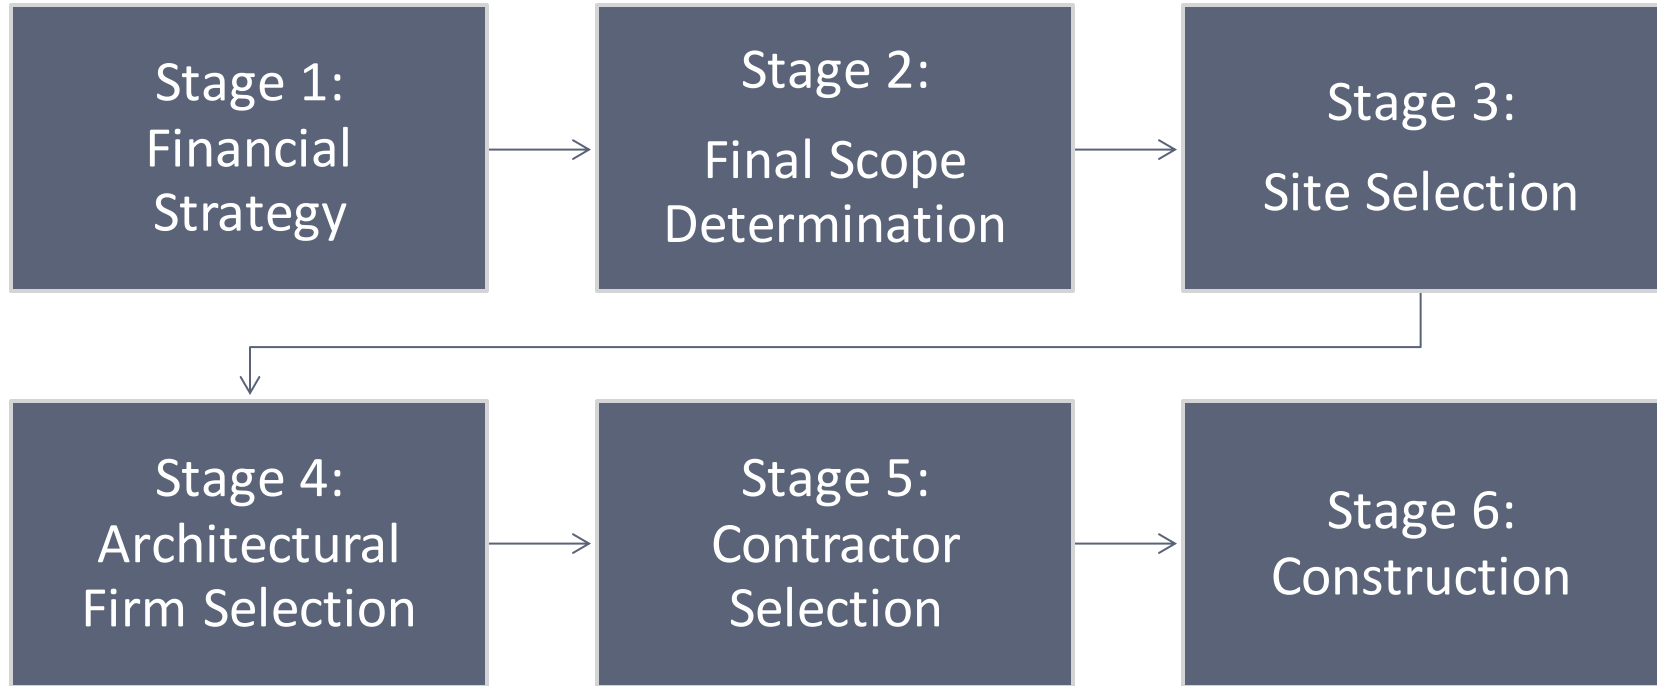 Stage 1:
Financial
Strategy
Stage 2:
Final Scope
Determination
Stage 3:
Site Selection
Stage 4:
Architectural
Firm Selection
Stage 5:
Contractor
Selection
Stage 6:
Construction